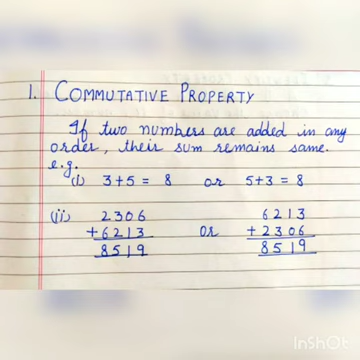 1. COMMUTATIVE PROPERTY
If two numbers are added in any
order, their sum remains same.
e.g.
(i) 3+5 = 8 or 5+3 = 8
(ii) 2306 6213
+6213 or +2306
8519 8519
InShOt